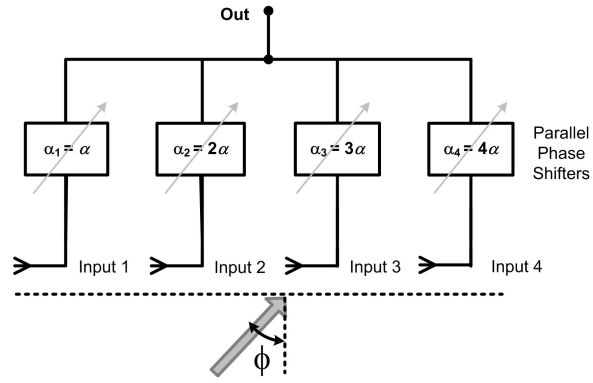 Out
α₁ = α
α₂ = 2α
α₃ = 3α
α₄ = 4α
Parallel
Phase
Shifters
Input 1
Input 2
Input 3
Input 4
ϕ